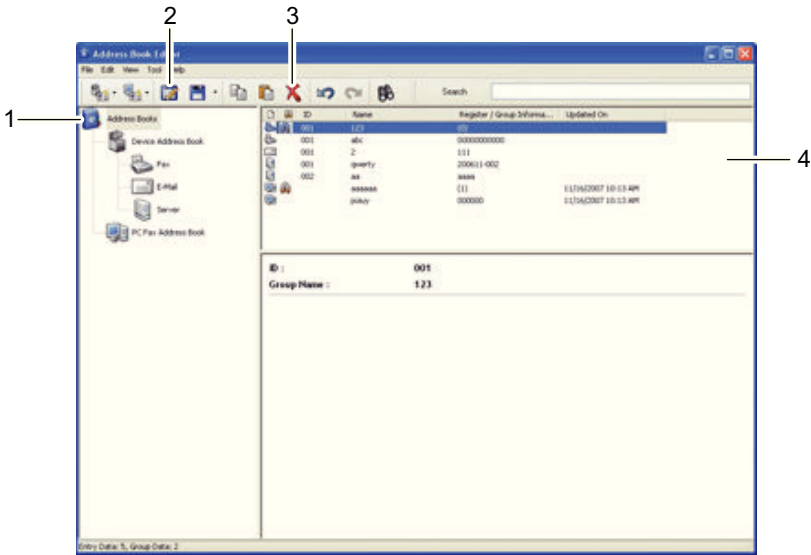 2 3
1
4
Address Book Editor
File Edit View Tool Help
Search
Address Books
Device Address Book
Fax
E-Mail
Server
PC Fax Address Book
ID Name Register / Group Informa... Updated On
001 123 (0)
001 abc 00000000000
001 2 111
001 qwerty 200611-002
002 aa aaaa
aaaaaa (1) 11/16/2007 10:13 AM
000000 11/16/2007 10:13 AM
ID : 001
Group Name : 123
Entry Data: 5, Group Data: 2